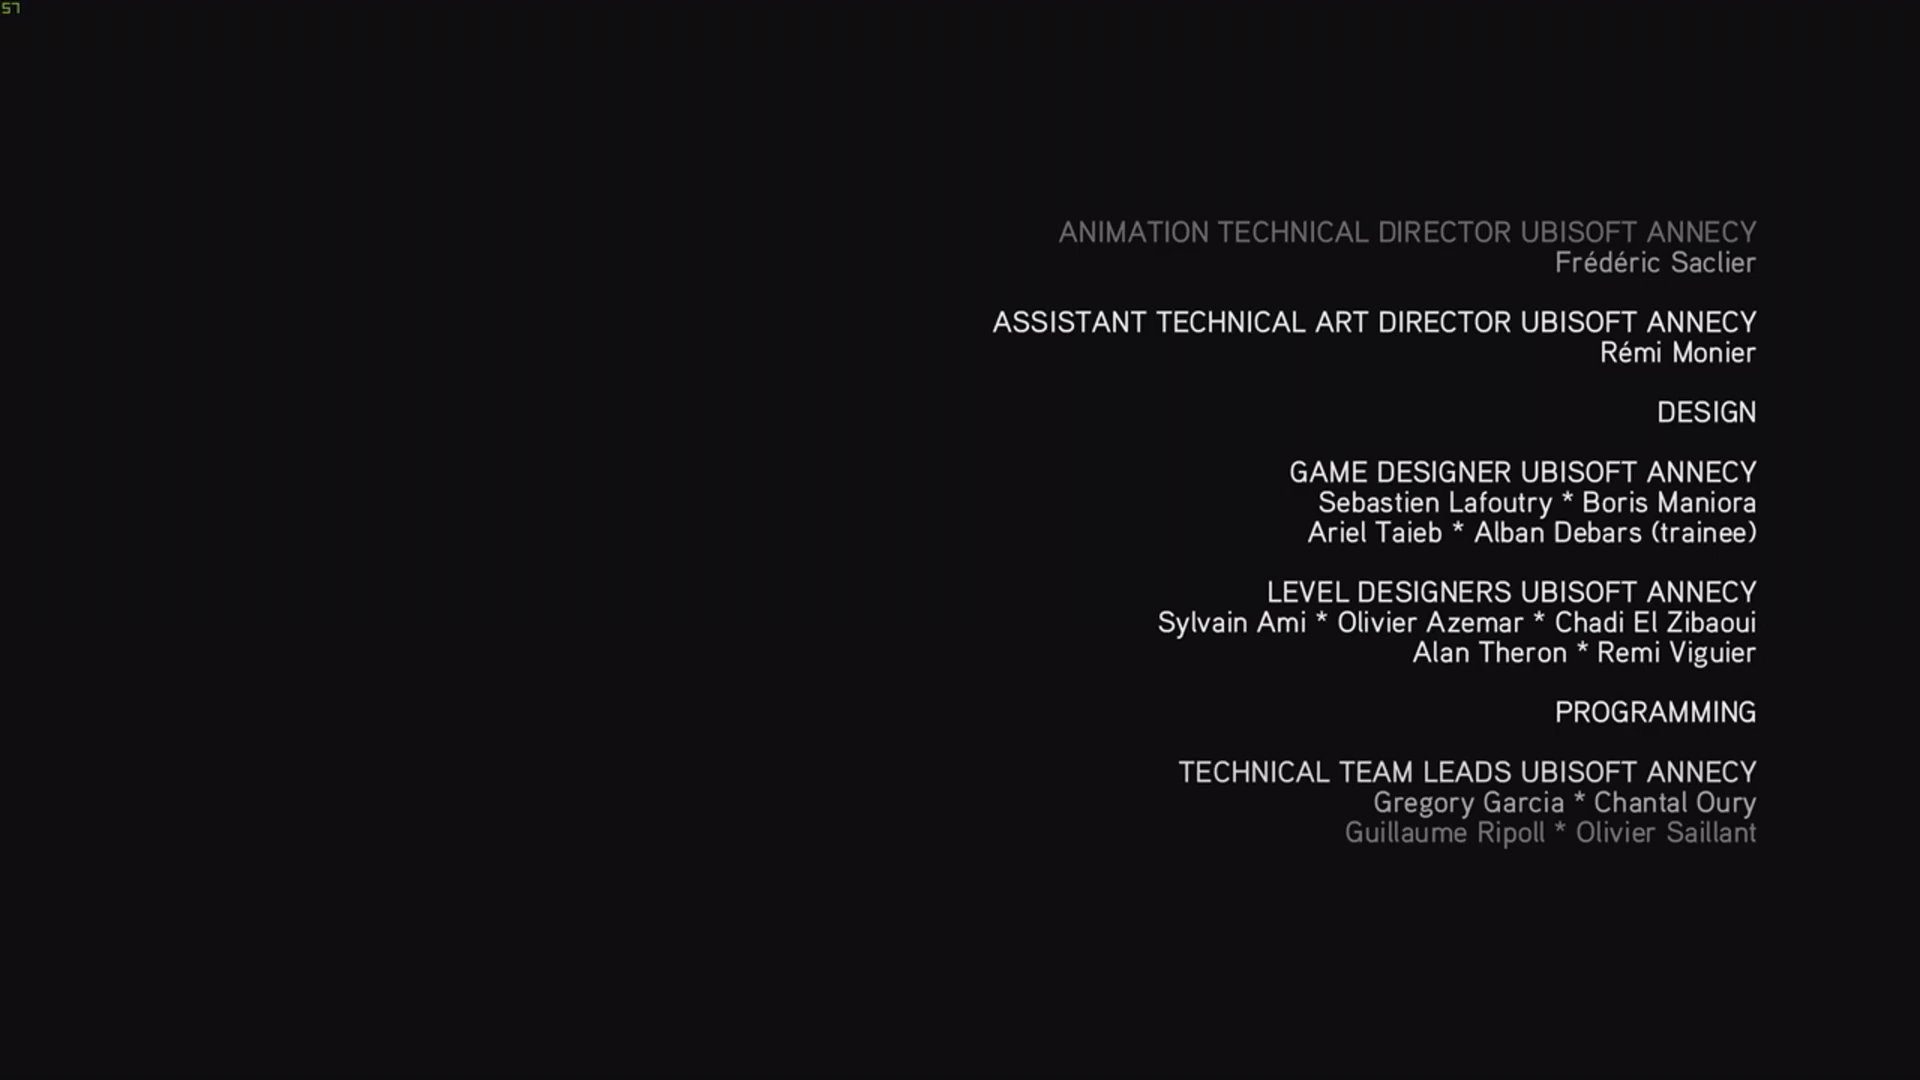 57
ANIMATION TECHNICAL DIRECTOR UBISOFT ANNECY
Frédéric Saclier
ASSISTANT TECHNICAL ART DIRECTOR UBISOFT ANNECY
Rémi Monier
DESIGN
GAME DESIGNER UBISOFT ANNECY
Sebastien Lafoutry * Boris Maniora
Ariel Taieb * Alban Debars (trainee)
LEVEL DESIGNERS UBISOFT ANNECY
Sylvain Ami * Olivier Azemar * Chadi El Zibaoui
Alan Theron * Remi Viguier
PROGRAMMING
TECHNICAL TEAM LEADS UBISOFT ANNECY
Gregory Garcia * Chantal Oury
Guillaume Ripoll * Olivier Saillant